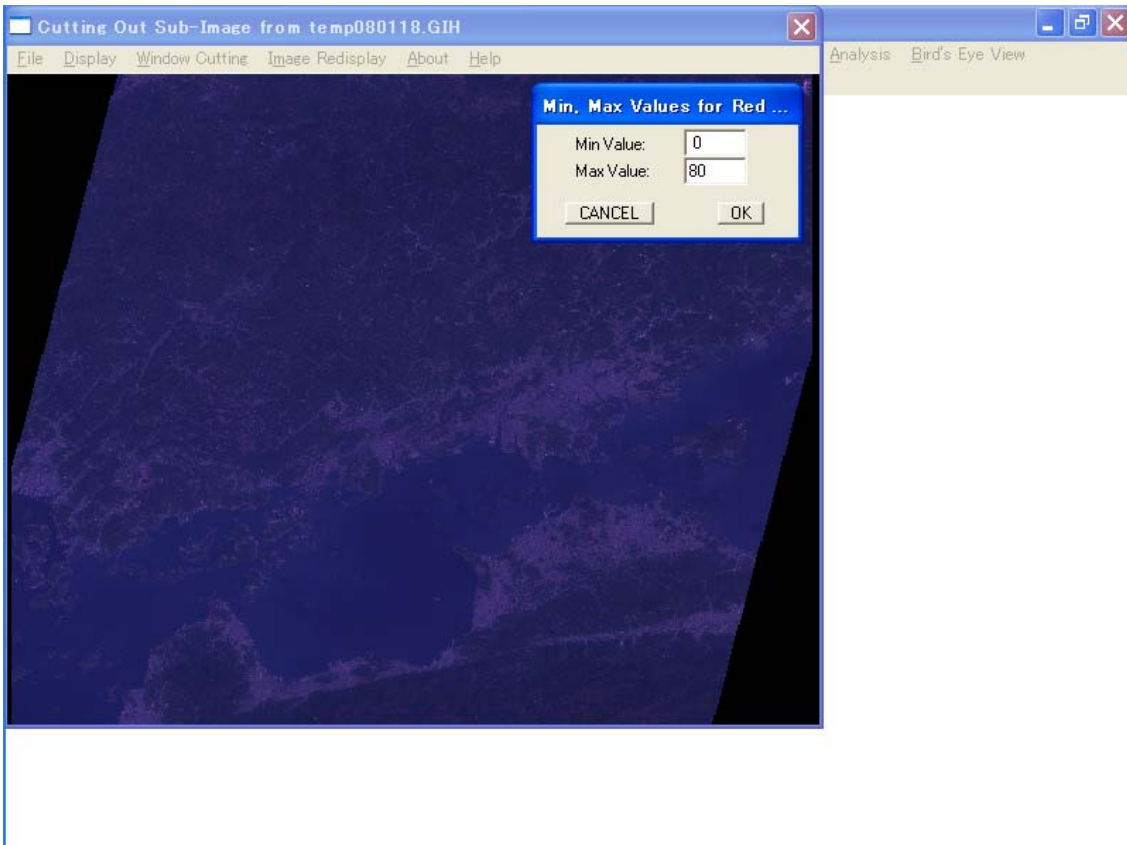 Cutting Out Sub-Image from temp080118.GIH
File Display Window Cutting Image Redisplay About Help
Analysis Bird's Eye View
Min, Max Values for Red ...
Min Value: 0
Max Value: 80
CANCEL OK